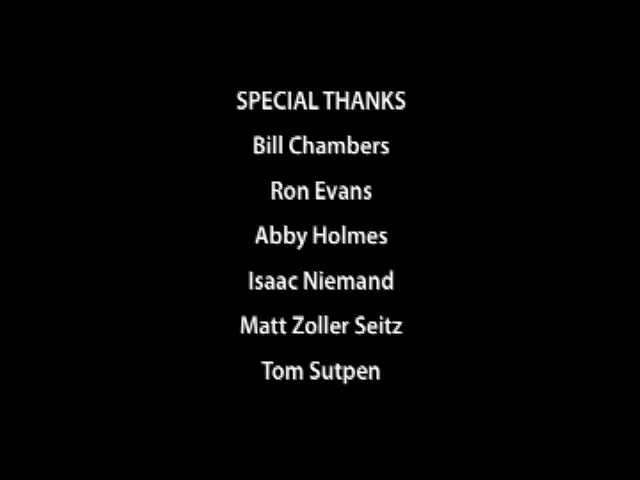 SPECIAL THANKS
Bill Chambers
Ron Evans
Abby Holmes
Isaac Niemand
Matt Zoller Seitz
Tom Sutpen